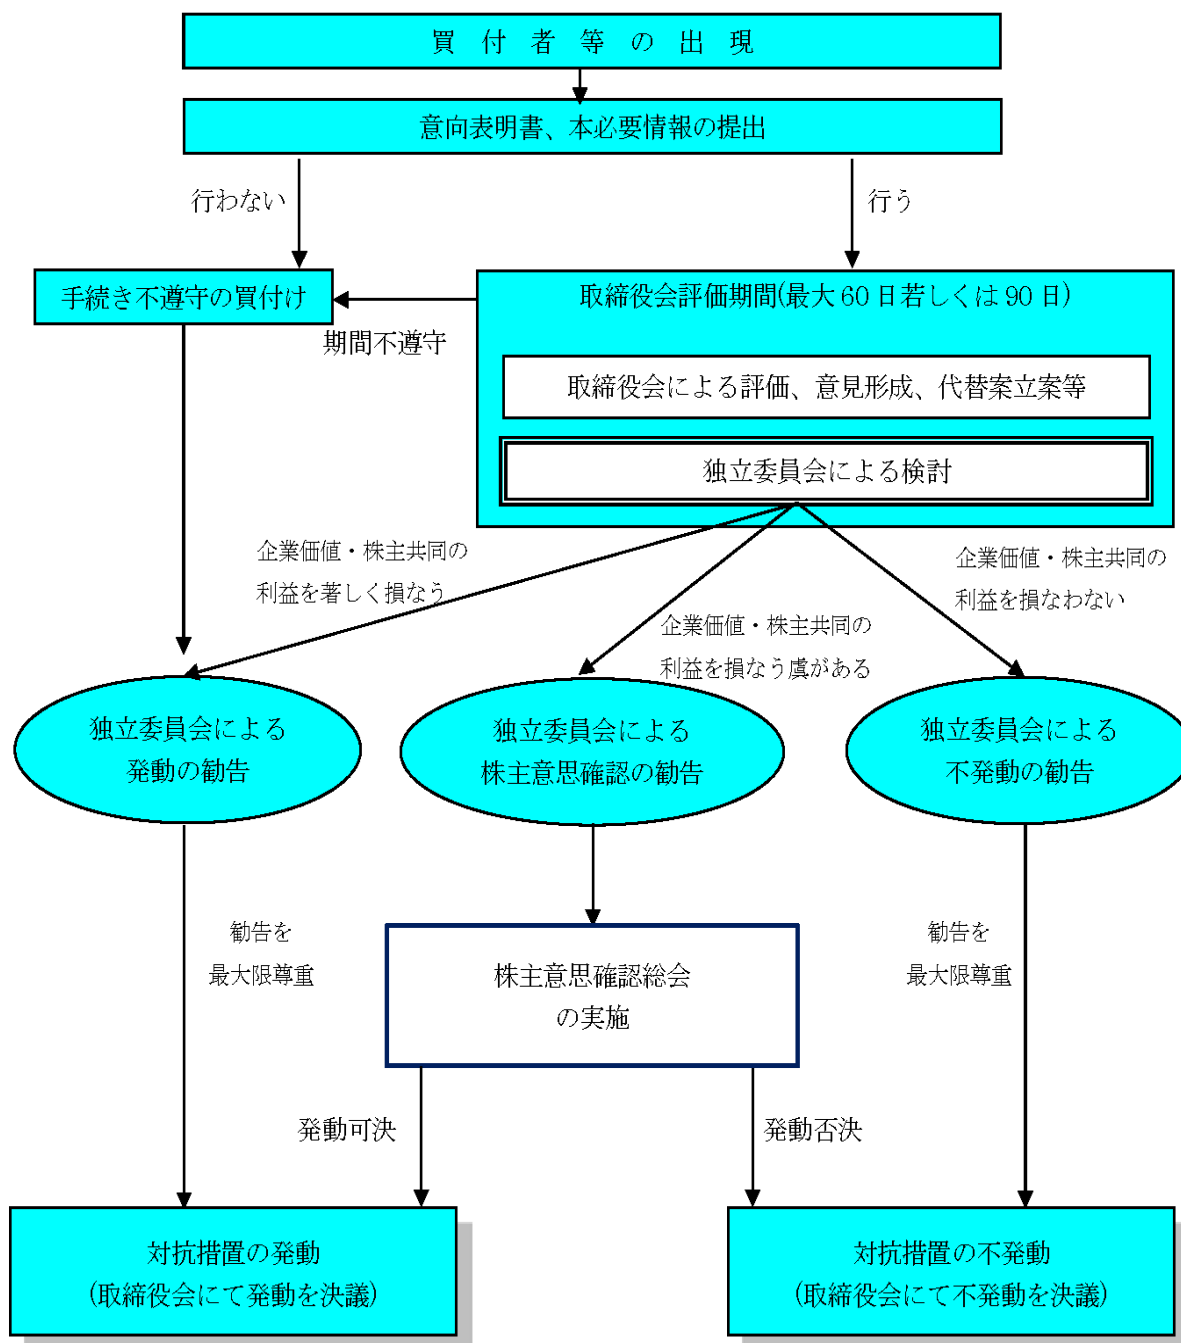 買付者等の出現
意向表明書、本必要情報の提出
行わない
行う
手続き不遵守の買付け
取締役会評価期間(最大60日若しくは90日)
期間不遵守
取締役会による評価、意見形成、代替案立案等
独立委員会による検討
企業価値・株主共同の
利益を著しく損なう
企業価値・株主共同の
利益を損なう虞がある
企業価値・株主共同の
利益を損なわない
独立委員会による
発動の勧告
独立委員会による
株主意思確認の勧告
独立委員会による
不発動の勧告
勧告を
最大限尊重
株主意思確認総会
の実施
勧告を
最大限尊重
発動可決
発動否決
対抗措置の発動
(取締役会にて発動を決議)
対抗措置の不発動
(取締役会にて不発動を決議)